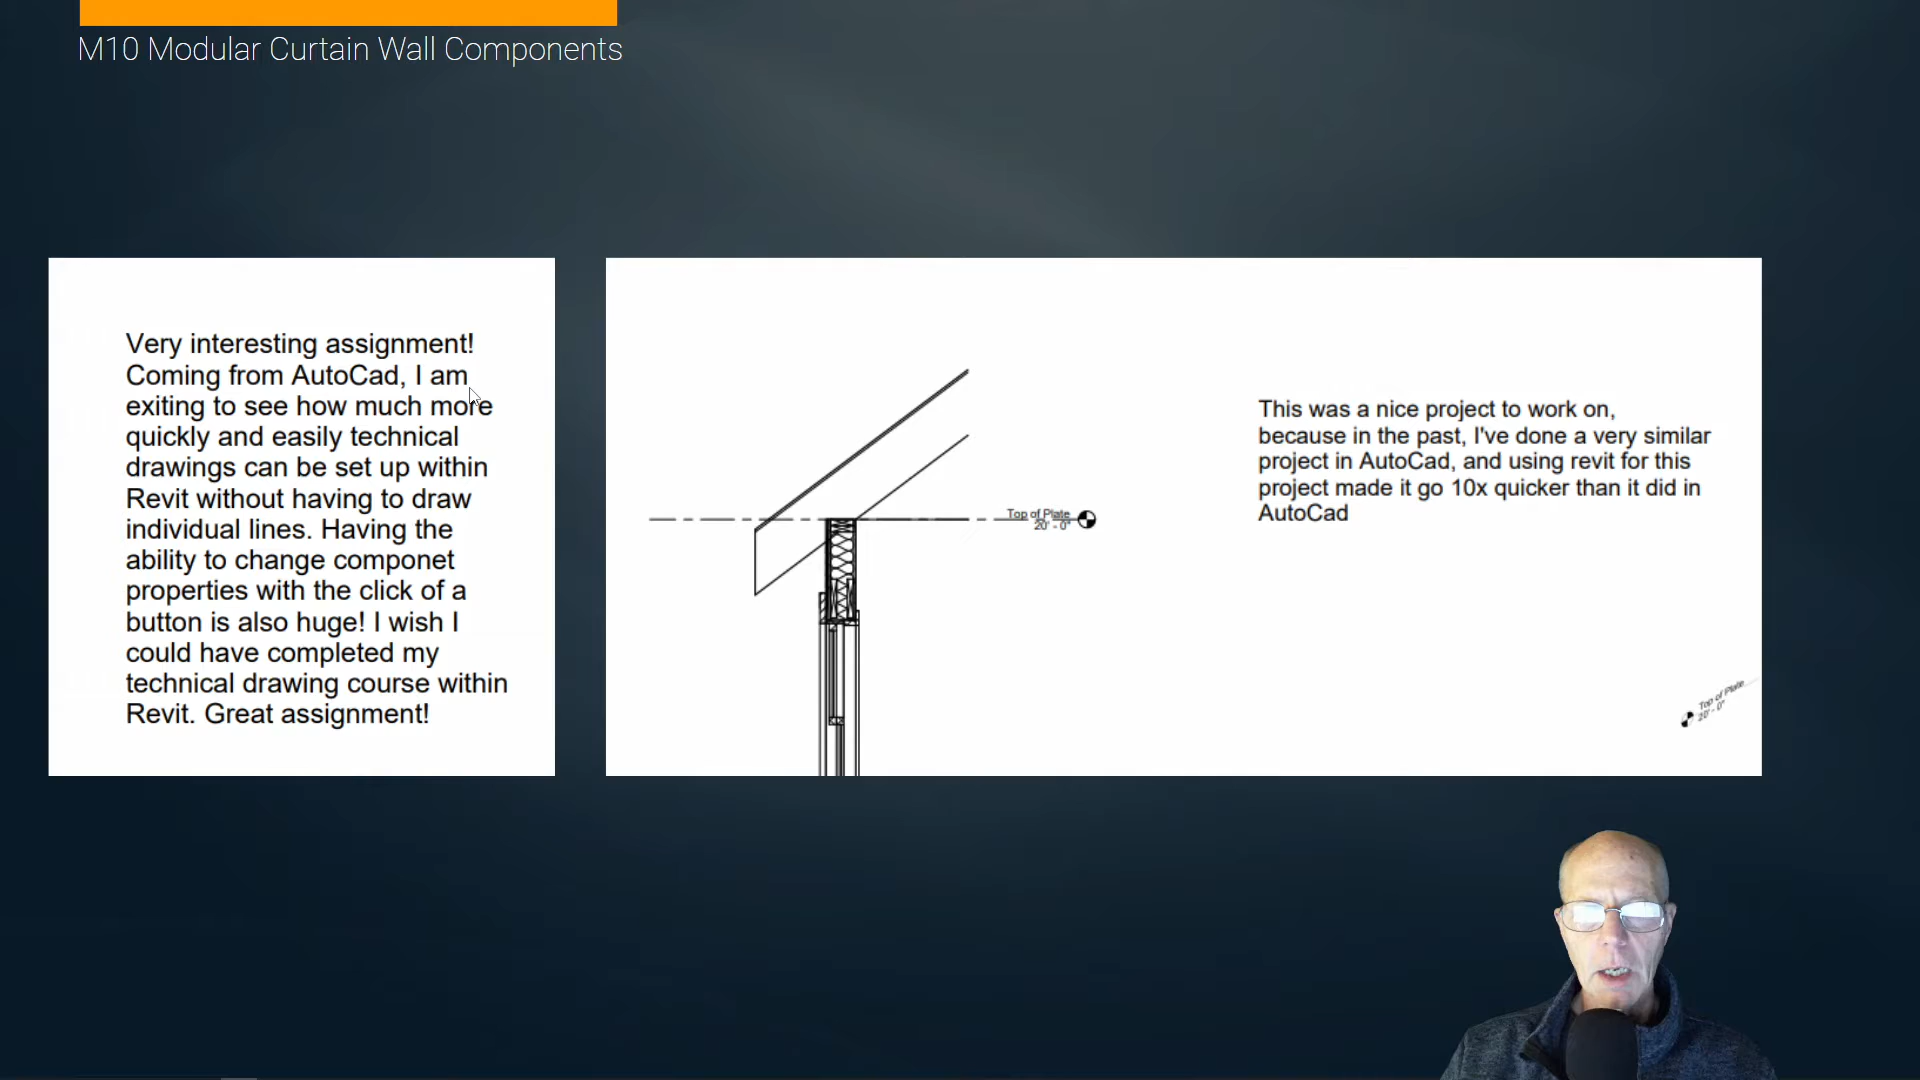 M10 Modular Curtain Wall Components
Very interesting assignment!
Coming from AutoCad, I am
exiting to see how much more
quickly and easily technical
drawings can be set up within
Revit without having to draw
individual lines. Having the
ability to change componet
properties with the click of a
button is also huge! I wish I
could have completed my
technical drawing course within
Revit. Great assignment!
Top of Plate
20' - 0"
This was a nice project to work on,
because in the past, I've done a very similar
project in AutoCad, and using revit for this
project made it go 10x quicker than it did in
AutoCad
Top of Plate
20' - 0"